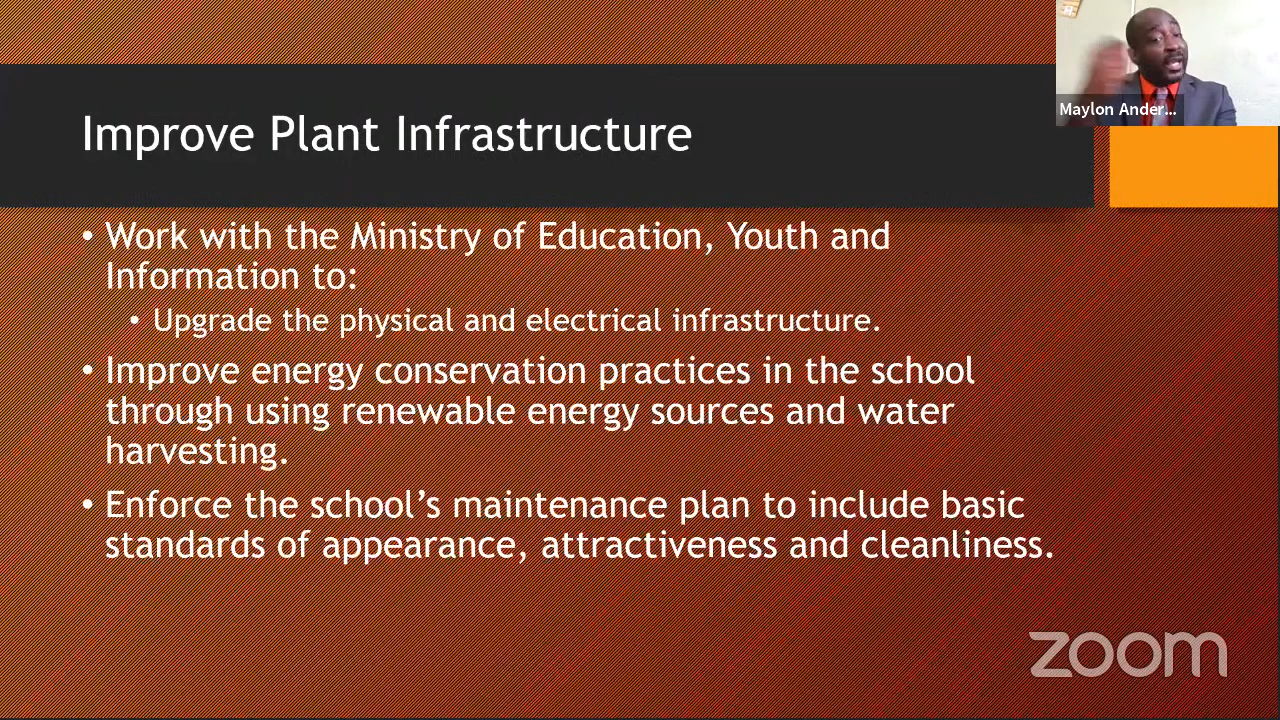 Maylon Ander...
Improve Plant Infrastructure
• Work with the Ministry of Education, Youth and
Information to:
• Upgrade the physical and electrical infrastructure.
• Improve energy conservation practices in the school
through using renewable energy sources and water
harvesting.
• Enforce the school’s maintenance plan to include basic
standards of appearance, attractiveness and cleanliness.
zoom